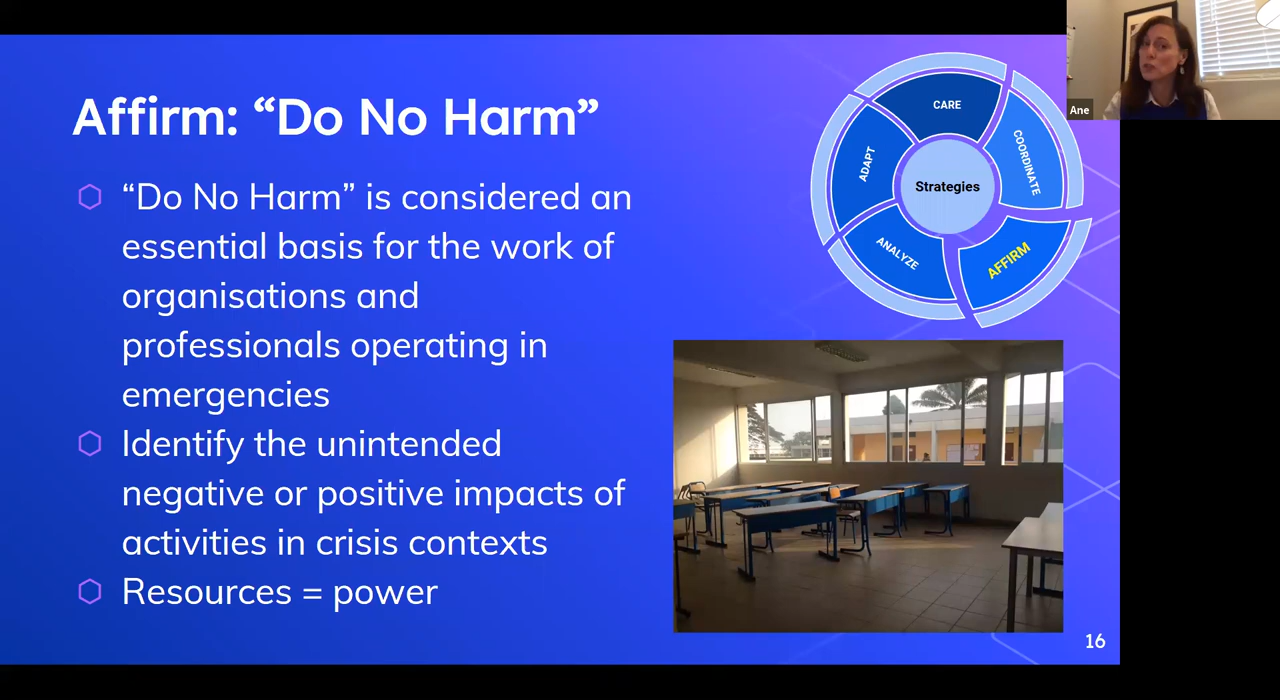 Affirm: “Do No Harm”
“Do No Harm” is considered an
essential basis for the work of
organisations and
professionals operating in
emergencies
Identify the unintended
negative or positive impacts of
activities in crisis contexts
Resources = power
CARE
COORDINATE
AFFIRM
ANALYZE
ADAPT
Strategies
Ane
16